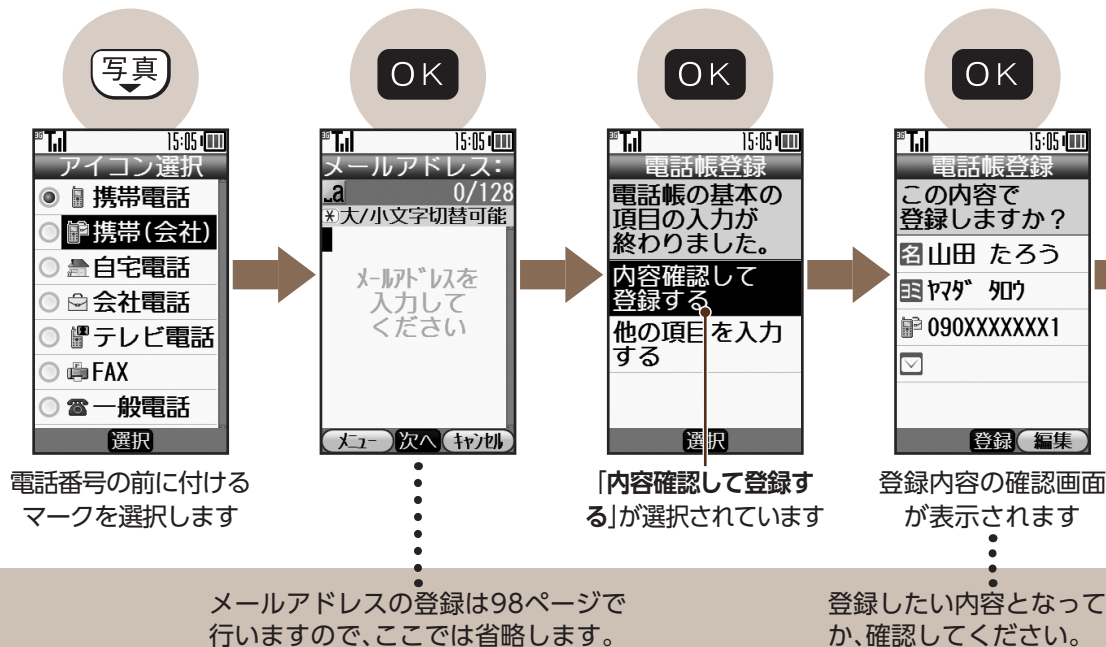 写真
OK
OK
OK
3G 15:05
アイコン選択
携帯電話
携帯(会社)
自宅電話
会社電話
テレビ電話
FAX
一般電話
選択
電話番号の前に付ける
マークを選択します
3G 15:05
メールアドレス:
a 0/128
*大/小文字切替可能
ﾒｰﾙｱﾄﾞﾚｽを
入力して
ください
ﾒﾆｭｰ 次へ ｷｬﾝｾﾙ
3G 15:05
電話帳登録
電話帳の基本の
項目の入力が
終わりました。
内容確認して
登録する
他の項目を入力
する
選択
「内容確認して登録す
る」が選択されています
3G 15:05
電話帳登録
この内容で
登録しますか?
名 山田 たろう
ヨミ ﾔﾏﾀﾞ ﾀﾛｳ
090XXXXXXX1
登録 編集
登録内容の確認画面
が表示されます
メールアドレスの登録は98ページで
行いますので、ここでは省略します。
登録したい内容となって
か、確認してください。